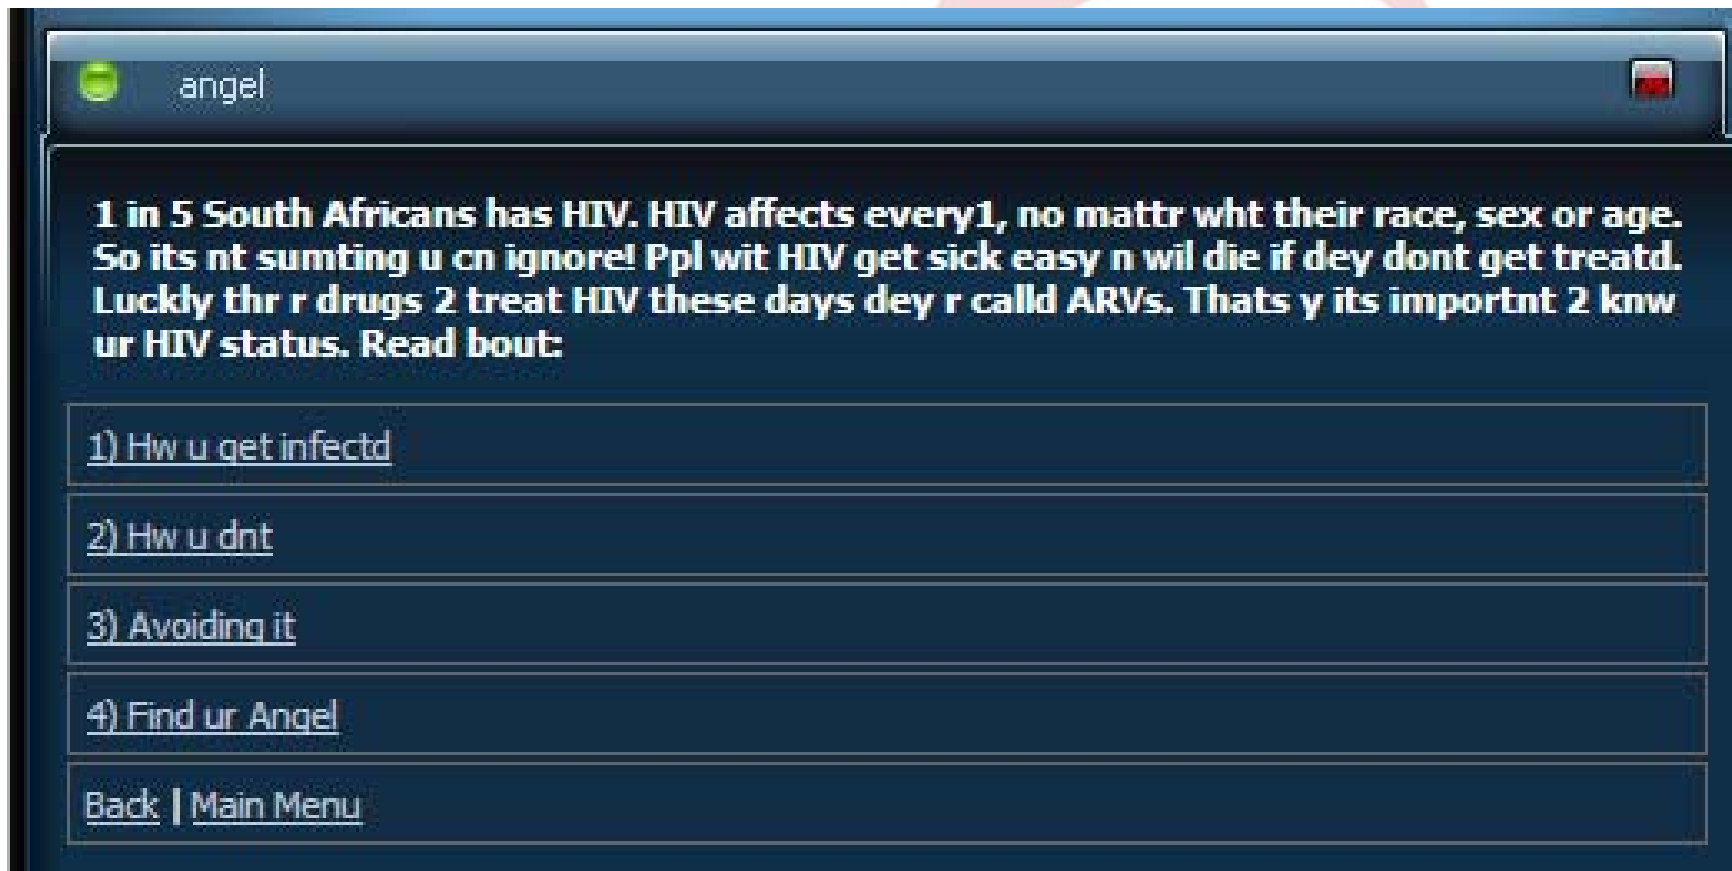 angel
1 in 5 South Africans has HIV. HIV affects every1, no mattr wht their race, sex or age.
So its nt sumting u cn ignore! Ppl wit HIV get sick easy n wil die if dey dont get treatd.
Luckly thr r drugs 2 treat HIV these days dey r calld ARVs. Thats y its importnt 2 knw
ur HIV status. Read bout:
1) Hw u get infectd
2) Hw u dnt
3) Avoiding it
4) Find ur Angel
Back | Main Menu